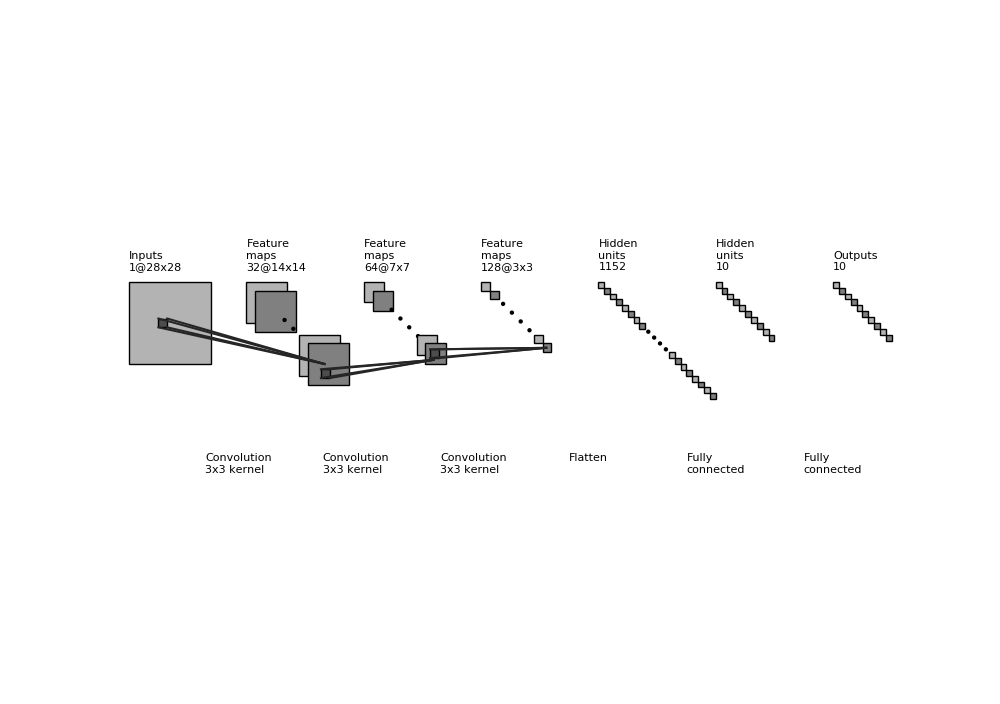 Inputs
1@28x28
Feature
maps
32@14x14
Feature
maps
64@7x7
Feature
maps
128@3x3
Hidden
units
1152
Hidden
units
10
Outputs
10
Convolution
3x3 kernel
Convolution
3x3 kernel
Convolution
3x3 kernel
Flatten
Fully
connected
Fully
connected